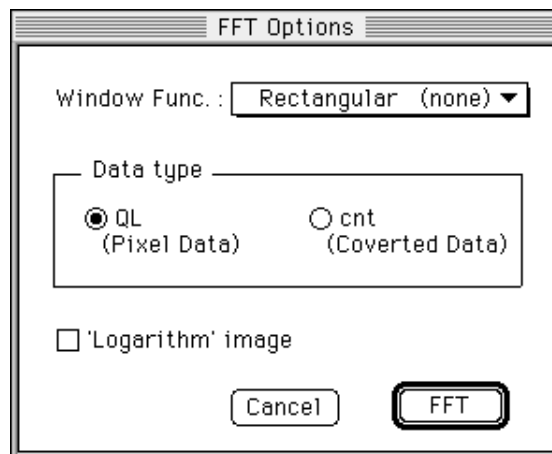 FFT Options
Window Func. : Rectangular (none)
Data type
QL
(Pixel Data)
cnt
(Coverted Data)
'Logarithm' image
Cancel
FFT